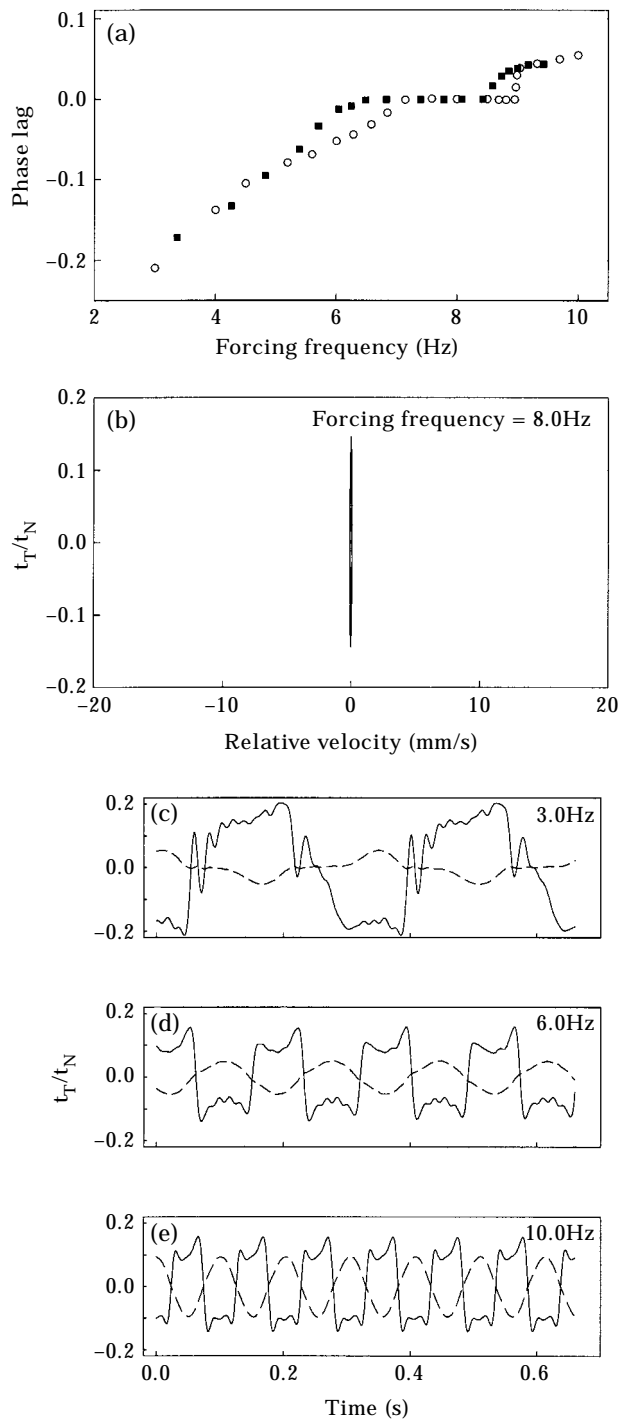 (a)
0.1
0.0
−0.1
−0.2
Phase lag
2
4
6
8
10
Forcing frequency (Hz)
(b)
Forcing frequency = 8.0Hz
0.2
0.1
0.0
−0.1
−0.2
t_T/t_N
−20
−10
0
10
20
Relative velocity (mm/s)
(c)
3.0Hz
0.2
0.0
−0.2
(d)
6.0Hz
0.2
0.0
−0.2
t_T/t_N
(e)
10.0Hz
0.2
0.0
−0.2
0.0
0.2
0.4
0.6
Time (s)